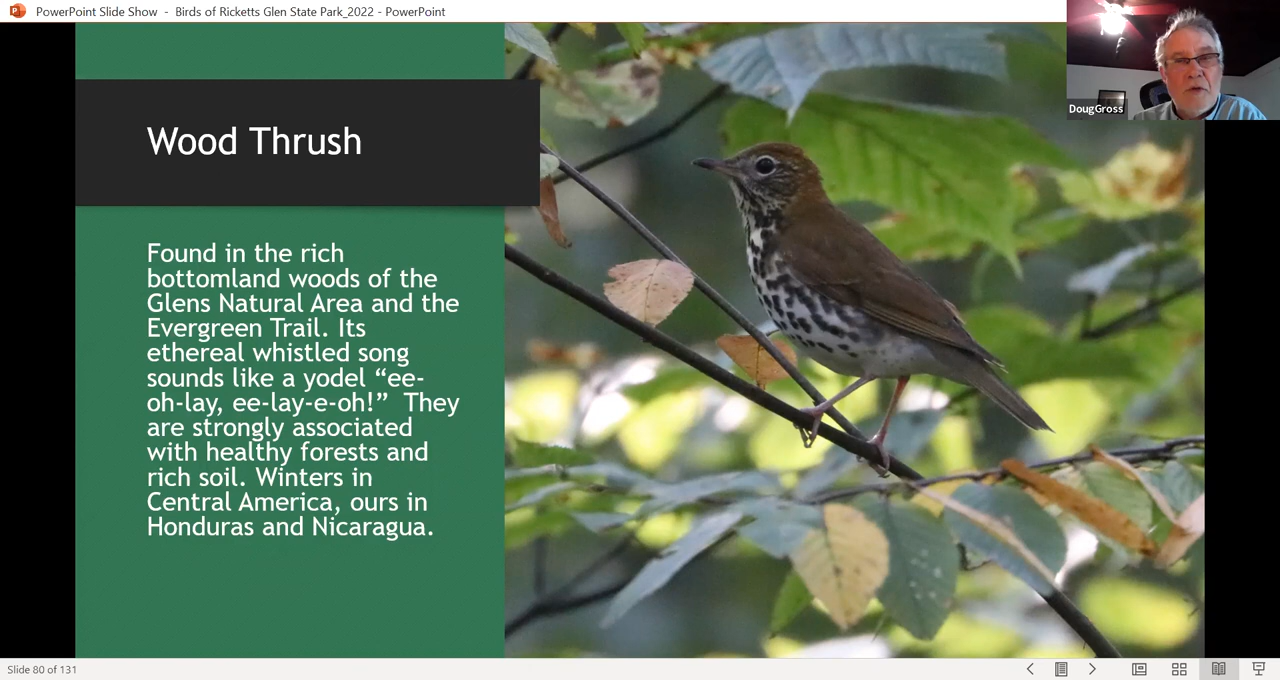 PowerPoint Slide Show - Birds of Ricketts Glen State Park_2022 - PowerPoint
DougGross
Wood Thrush
Found in the rich
bottomland woods of the
Glens Natural Area and the
Evergreen Trail. Its
ethereal whistled song
sounds like a yodel “ee-
oh-lay, ee-lay-e-oh!”  They
are strongly associated
with healthy forests and
rich soil. Winters in
Central America, ours in
Honduras and Nicaragua.
Slide 80 of 131